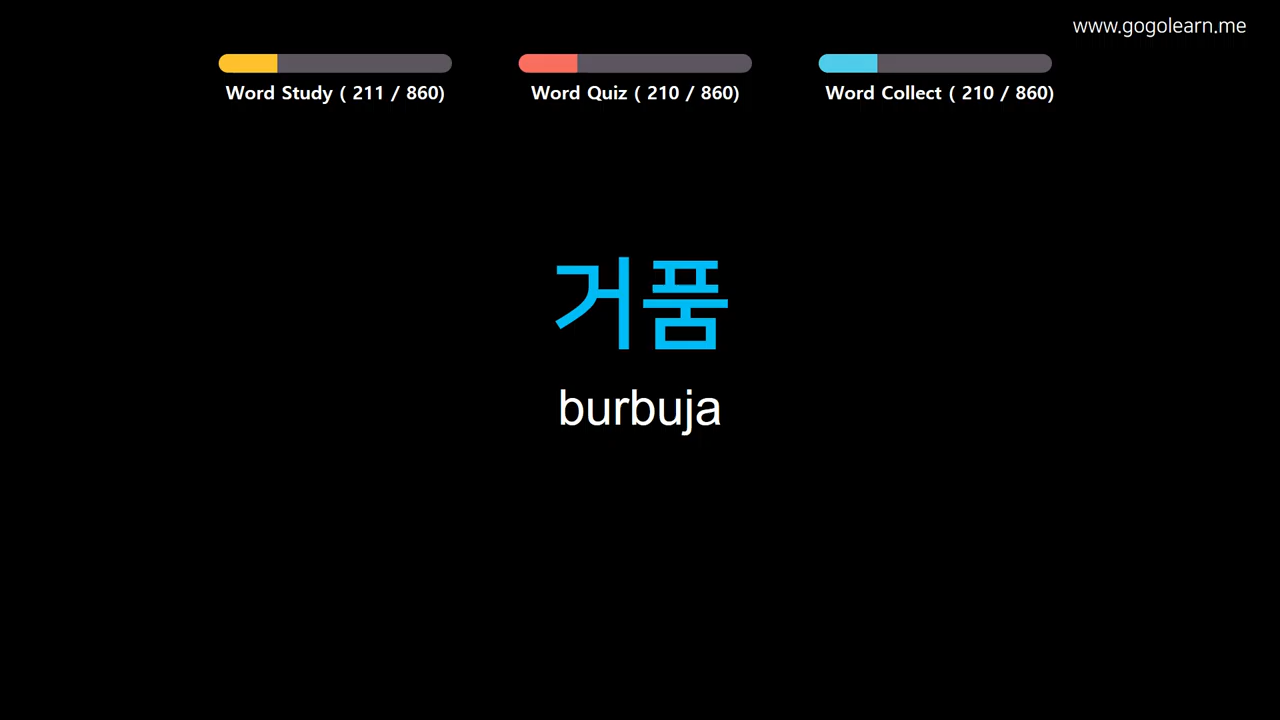 www.gogolearn.me
Word Study ( 211 / 860)
Word Quiz ( 210 / 860)
Word Collect ( 210 / 860)
거품
burbuja